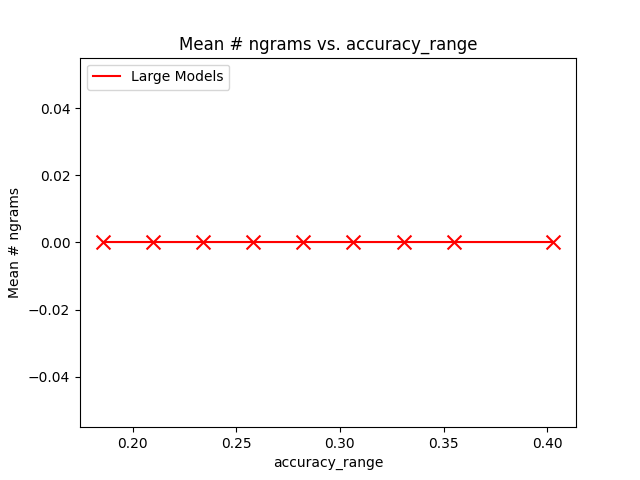 Mean # ngrams vs. accuracy_range
Large Models
0.04
0.02
0.00
−0.02
−0.04
Mean # ngrams
0.20 0.25 0.30 0.35 0.40
accuracy_range